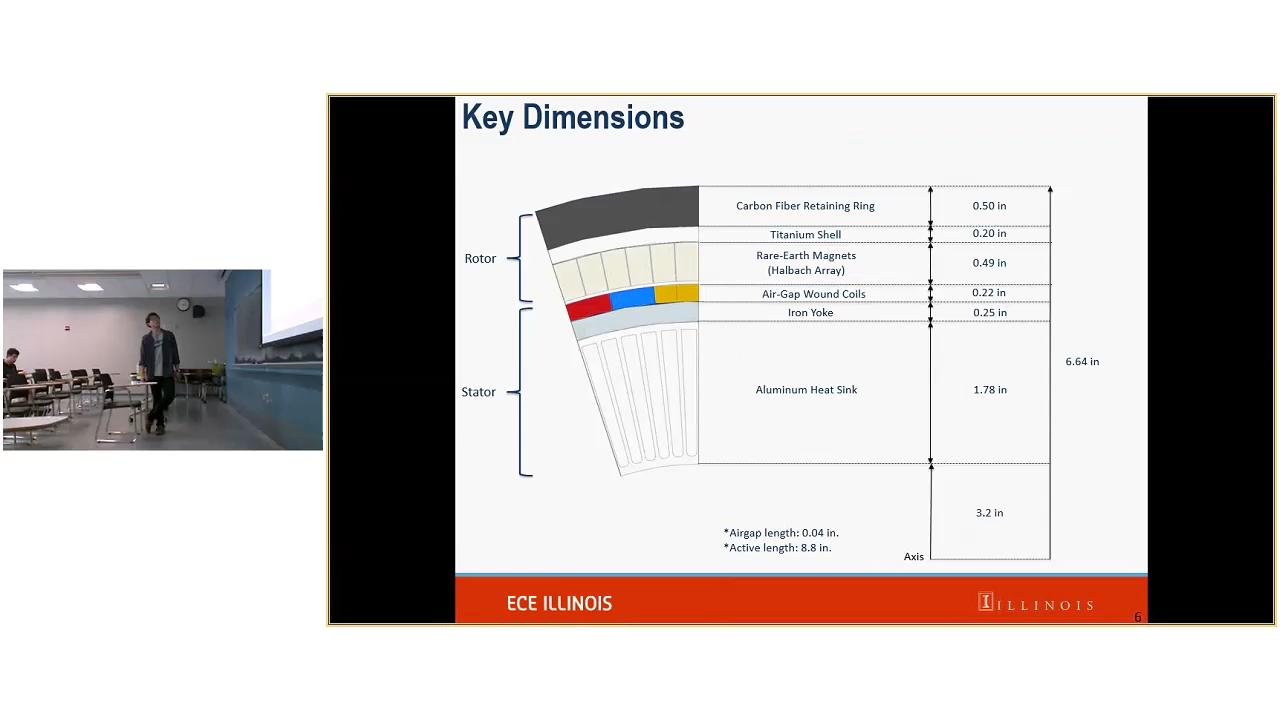 Key Dimensions
Carbon Fiber Retaining Ring
0.50 in
Titanium Shell
0.20 in
Rotor
Rare-Earth Magnets
(Halbach Array)
0.49 in
Air-Gap Wound Coils
0.22 in
Iron Yoke
0.25 in
6.64 in
Stator
Aluminum Heat Sink
1.78 in
3.2 in
*Airgap length: 0.04 in.
*Active length: 8.8 in.
Axis
ECE ILLINOIS
I ILLINOIS
6